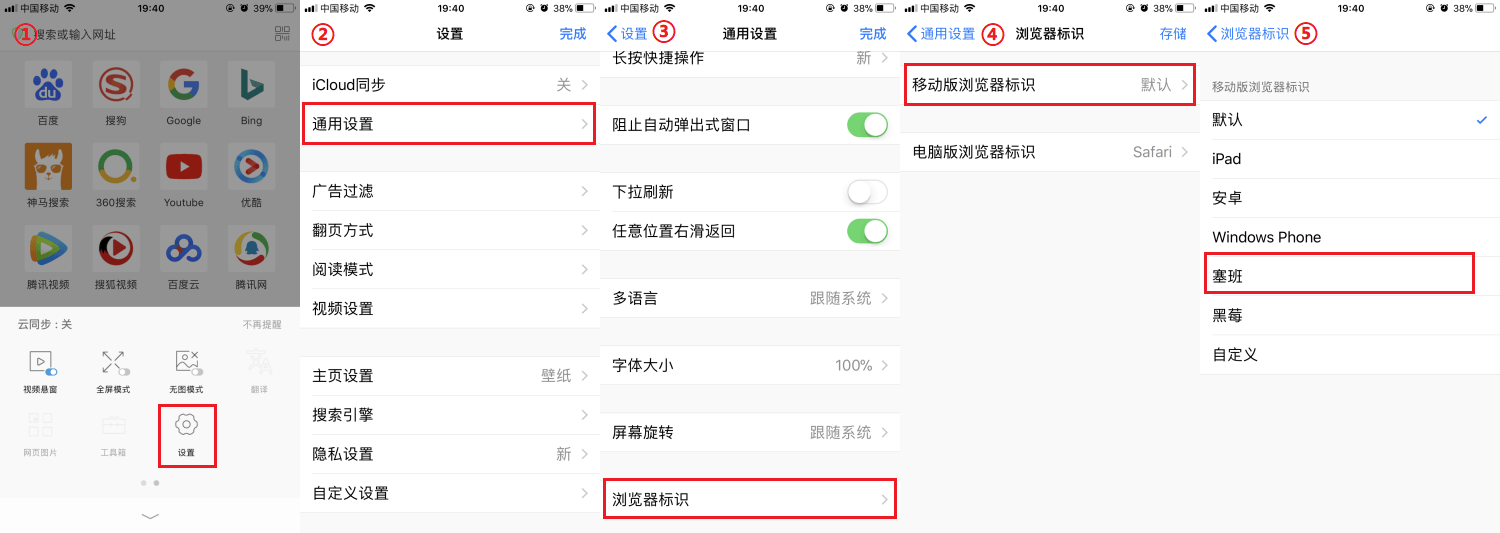 中国移动 19:40 39%
① 搜索或输入网址
百度 搜狗 Google Bing
神马搜索 360搜索 Youtube 优酷
腾讯视频 搜狐视频 百度云 腾讯网
云同步 : 关 不再提醒
视频悬窗 全屏模式 无图模式 翻译
网页图片 工具箱 设置
中国移动 19:40 38%
② 设置 完成
iCloud同步 关
通用设置
广告过滤
翻页方式
阅读模式
视频设置
主页设置 壁纸
搜索引擎
隐私设置 新
自定义设置
中国移动 19:40 38%
设置 ③ 通用设置 完成
长按快捷操作 新
阻止自动弹出式窗口
下拉刷新
任意位置右滑返回
多语言 跟随系统
字体大小 100%
屏幕旋转 跟随系统
浏览器标识
中国移动 19:40 38%
通用设置 ④ 浏览器标识 存储
移动版浏览器标识 默认
电脑版浏览器标识 Safari
中国移动 19:40 38%
浏览器标识 ⑤
移动版浏览器标识
默认
iPad
安卓
Windows Phone
塞班
黑莓
自定义